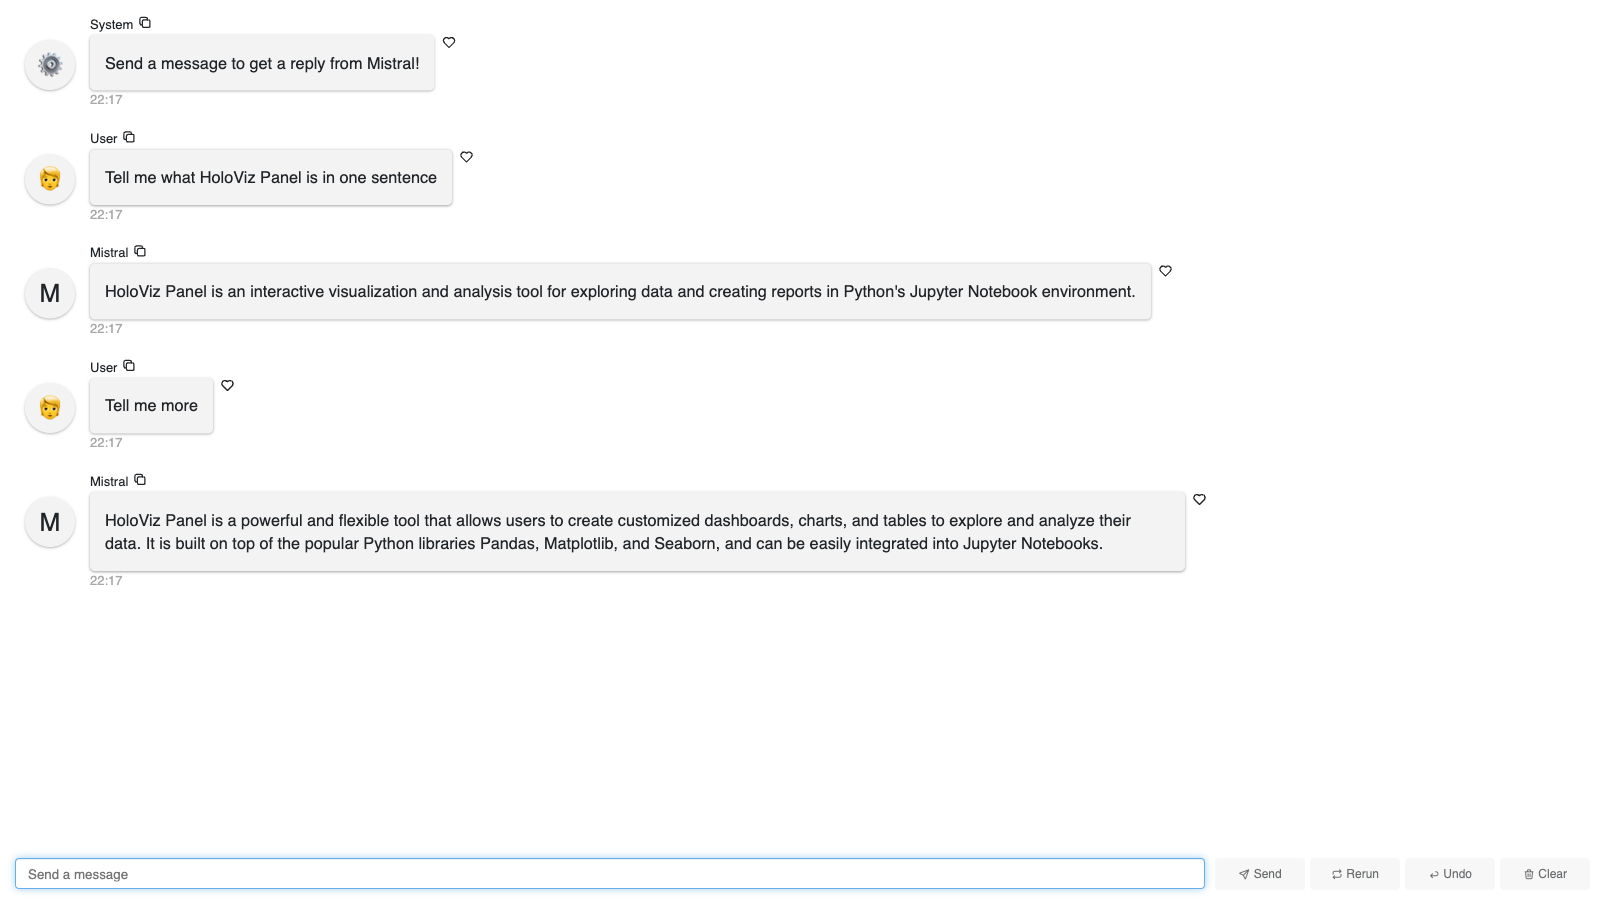 System
Send a message to get a reply from Mistral!
22:17
User
Tell me what HoloViz Panel is in one sentence
22:17
Mistral
M
HoloViz Panel is an interactive visualization and analysis tool for exploring data and creating reports in Python's Jupyter Notebook environment.
22:17
User
Tell me more
22:17
Mistral
M
HoloViz Panel is a powerful and flexible tool that allows users to create customized dashboards, charts, and tables to explore and analyze their
data. It is built on top of the popular Python libraries Pandas, Matplotlib, and Seaborn, and can be easily integrated into Jupyter Notebooks.
22:17
Send a message
Send
Rerun
Undo
Clear